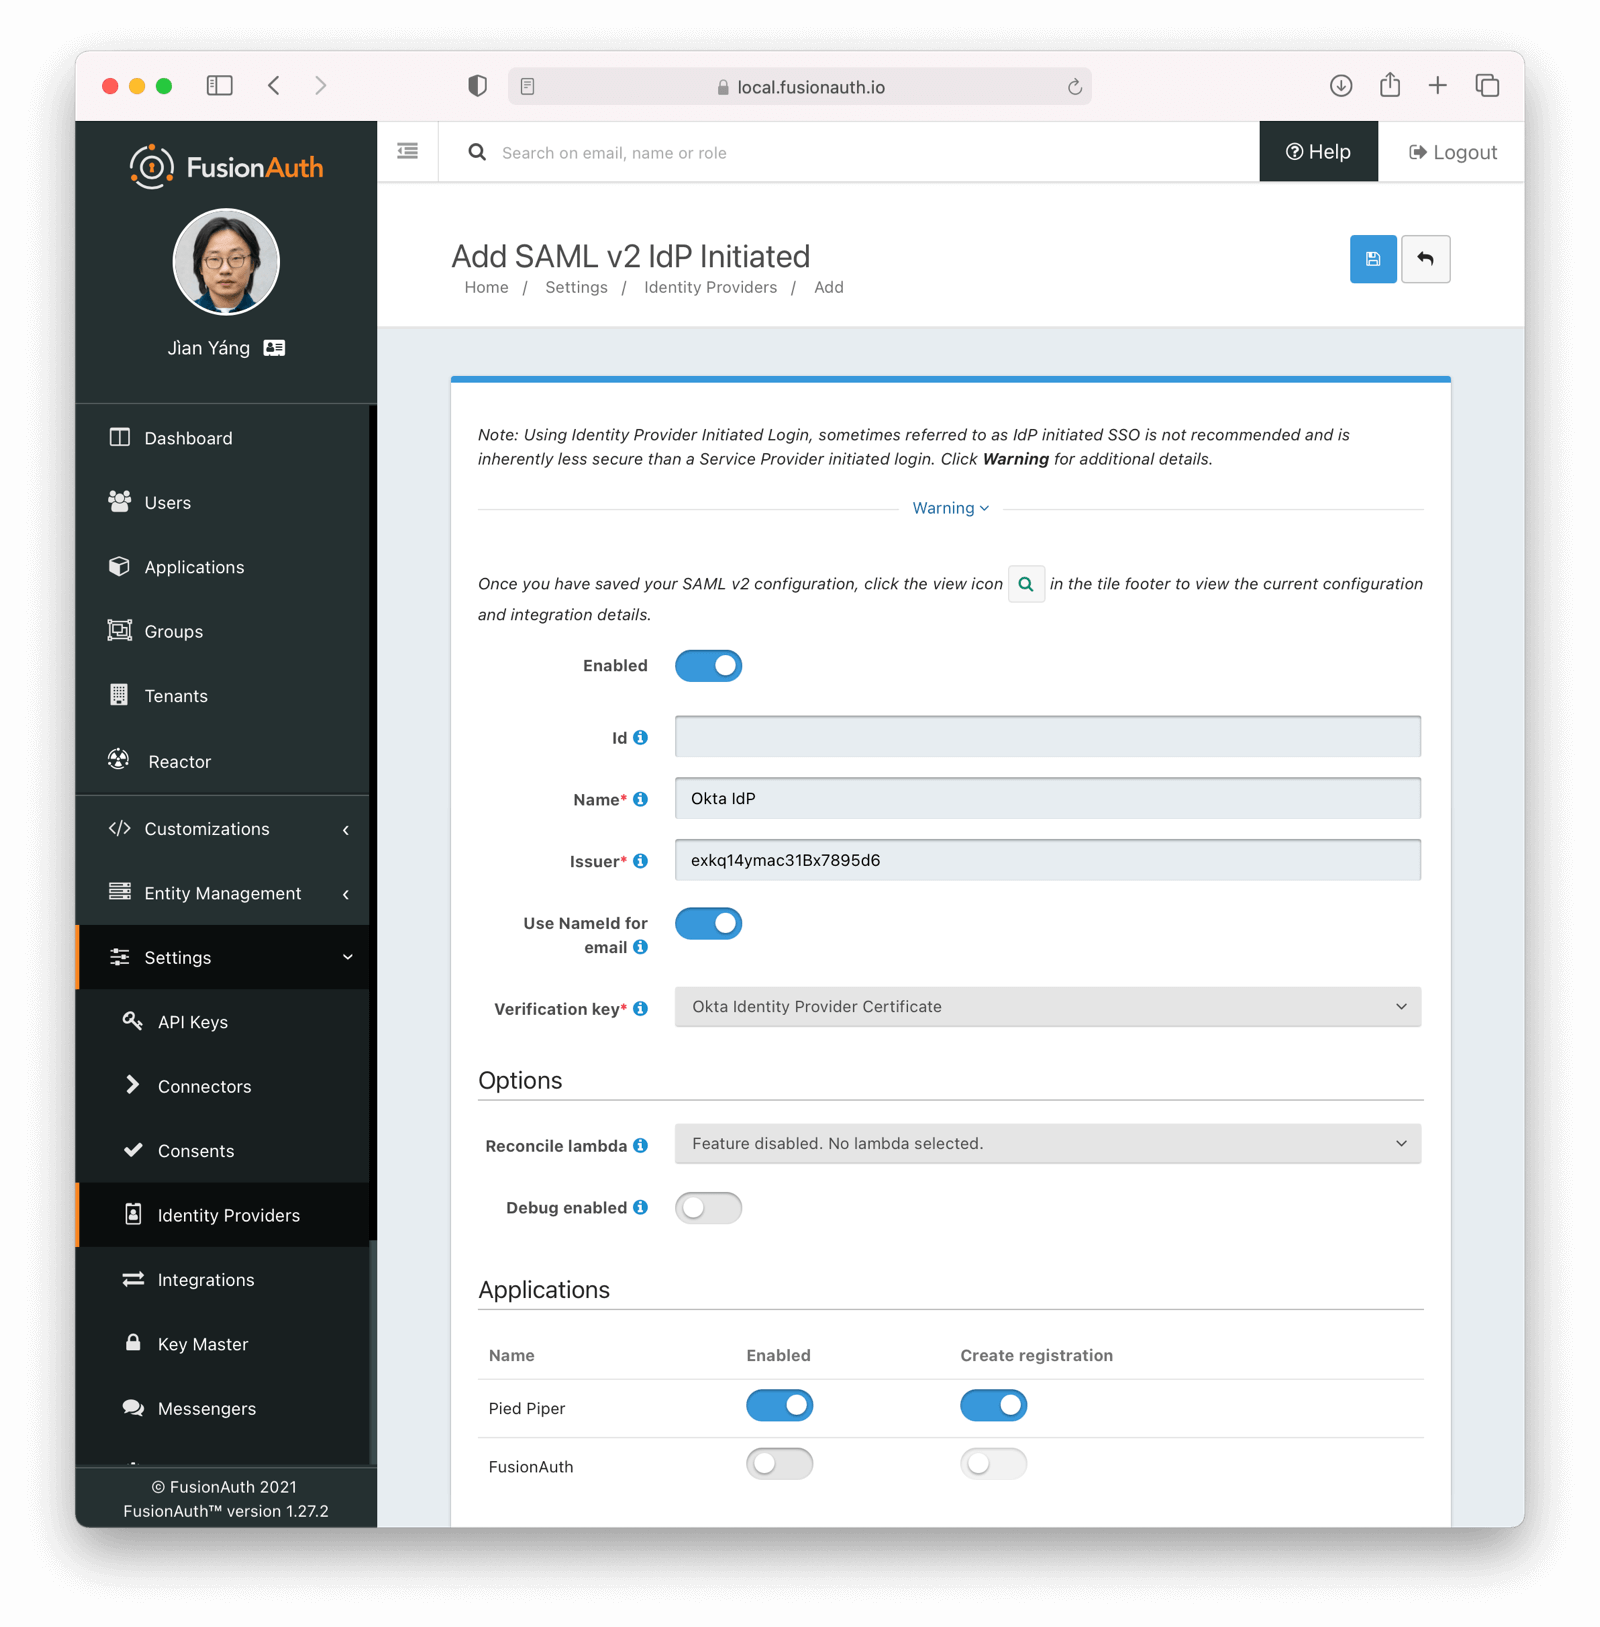 local.fusionauth.io
FusionAuth
Search on email, name or role
Help
Logout
Jìan Yáng
Add SAML v2 IdP Initiated
Home / Settings / Identity Providers / Add
Dashboard
Users
Applications
Groups
Tenants
Reactor
Customizations
Entity Management
Settings
API Keys
Connectors
Consents
Identity Providers
Integrations
Key Master
Messengers
© FusionAuth 2021
FusionAuth™ version 1.27.2
Note: Using Identity Provider Initiated Login, sometimes referred to as IdP initiated SSO is not recommended and is
inherently less secure than a Service Provider initiated login. Click Warning for additional details.
Warning
Once you have saved your SAML v2 configuration, click the view icon in the tile footer to view the current configuration
and integration details.
Enabled
Id
Name* Okta IdP
Issuer* exkq14ymac31Bx7895d6
Use NameId for
email
Verification key* Okta Identity Provider Certificate
Options
Reconcile lambda Feature disabled. No lambda selected.
Debug enabled
Applications
Name Enabled Create registration
Pied Piper
FusionAuth